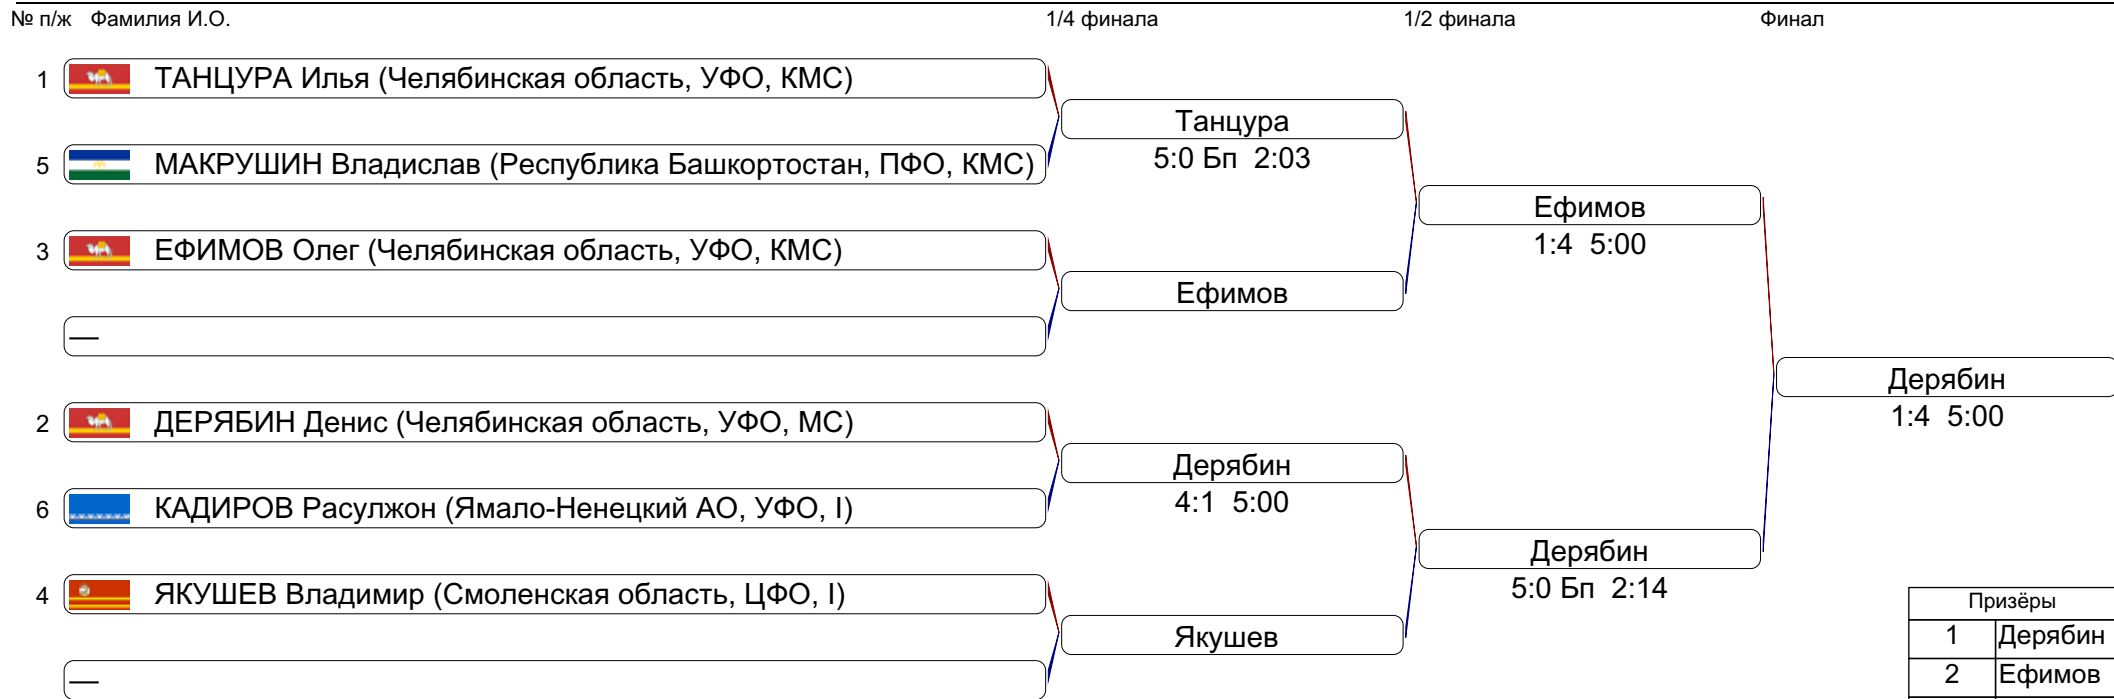 № п/ж Фамилия И.О. 1/4 финала 1/2 финала Финал
1 ТАНЦУРА Илья (Челябинская область, УФО, КМС)
Танцура
5:0 Бп 2:03
5 МАКРУШИН Владислав (Республика Башкортостан, ПФО, КМС)
Ефимов
1:4 5:00
3 ЕФИМОВ Олег (Челябинская область, УФО, КМС)
Ефимов
—
Дерябин
1:4 5:00
2 ДЕРЯБИН Денис (Челябинская область, УФО, МС)
Дерябин
4:1 5:00
6 КАДИРОВ Расулжон (Ямало-Ненецкий АО, УФО, I)
Дерябин
5:0 Бп 2:14
4 ЯКУШЕВ Владимир (Смоленская область, ЦФО, I)
Якушев
—
Призёры
1 Дерябин
2 Ефимов